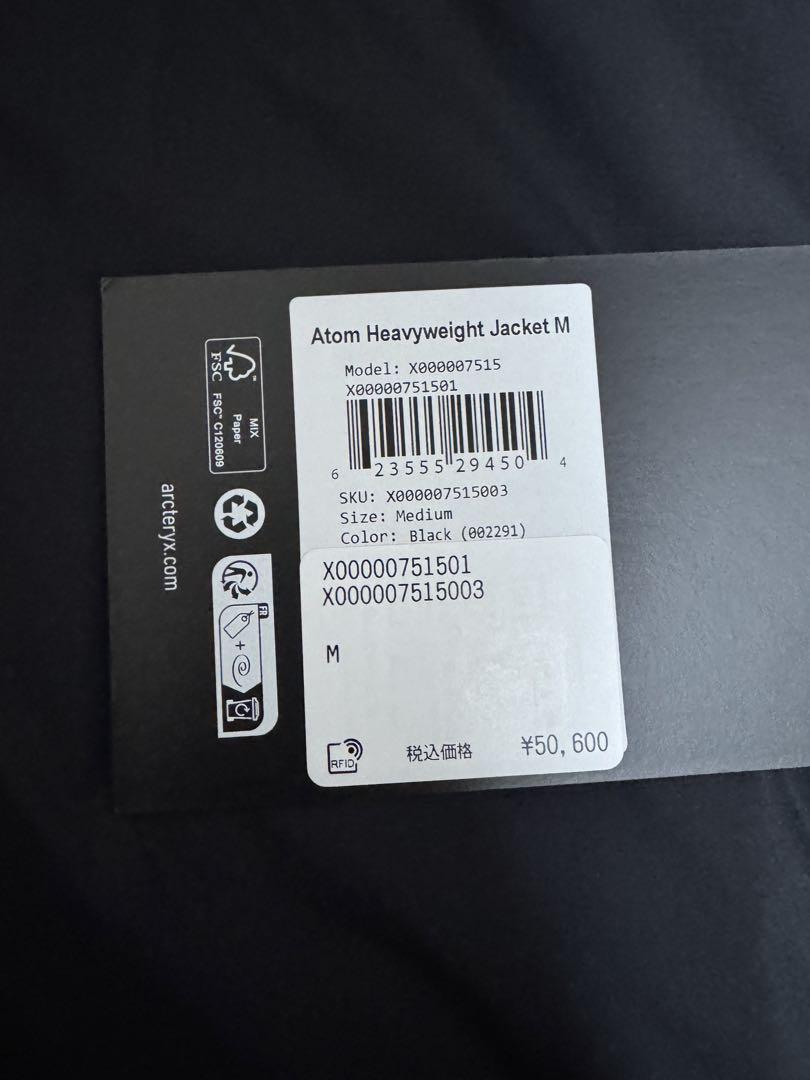 Atom Heavyweight Jacket M
Model: X000007515
X00000751501
6 23555 29450 4
SKU: X000007515003
Size: Medium
Color: Black (002291)
X00000751501
X000007515003
M
RFID
税込価格 ¥50,600
FSC
FSC™ C120609
MIX
Paper
arcteryx.com
FR
+